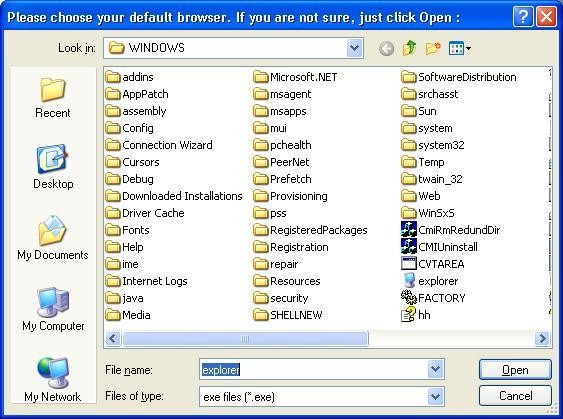 Please choose your default browser. If you are not sure, just click Open :
Look in: WINDOWS
Recent
Desktop
My Documents
My Computer
My Network
addins
AppPatch
assembly
Config
Connection Wizard
Cursors
Debug
Downloaded Installations
Driver Cache
Fonts
Help
ime
Internet Logs
java
Media
Microsoft.NET
msagent
msapps
mui
pchealth
PeerNet
Prefetch
Provisioning
pss
RegisteredPackages
Registration
repair
Resources
security
SHELLNEW
SoftwareDistribution
srchasst
Sun
system
system32
Temp
twain_32
Web
WinSxS
CmiRmRedundDir
CMIUninstall
CVTAREA
explorer
FACTORY
hh
File name: explorer Open
Files of type: exe files (*.exe) Cancel